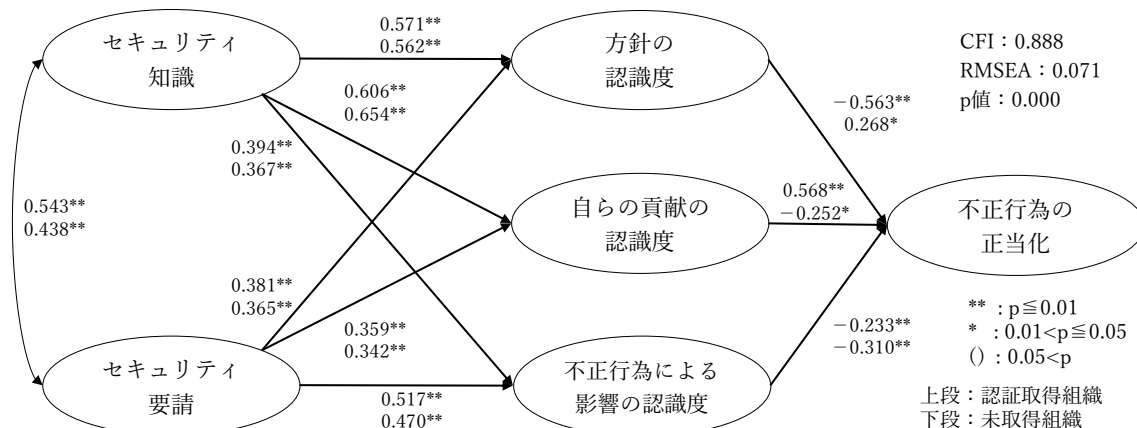 セキュリティ
知識
0.571**
0.562**
方針の
認識度
CFI：0.888
RMSEA：0.071
p値：0.000
0.606**
0.654**
−0.563**
0.268*
0.394**
0.367**
0.543**
0.438**
自らの貢献の
認識度
0.568**
−0.252*
不正行為の
正当化
0.381**
0.365**
0.359**
0.342**
−0.233**
−0.310**
** : p≦0.01
* : 0.01<p≦0.05
() : 0.05<p
セキュリティ
要請
0.517**
0.470**
不正行為による
影響の認識度
上段：認証取得組織
下段：未取得組織